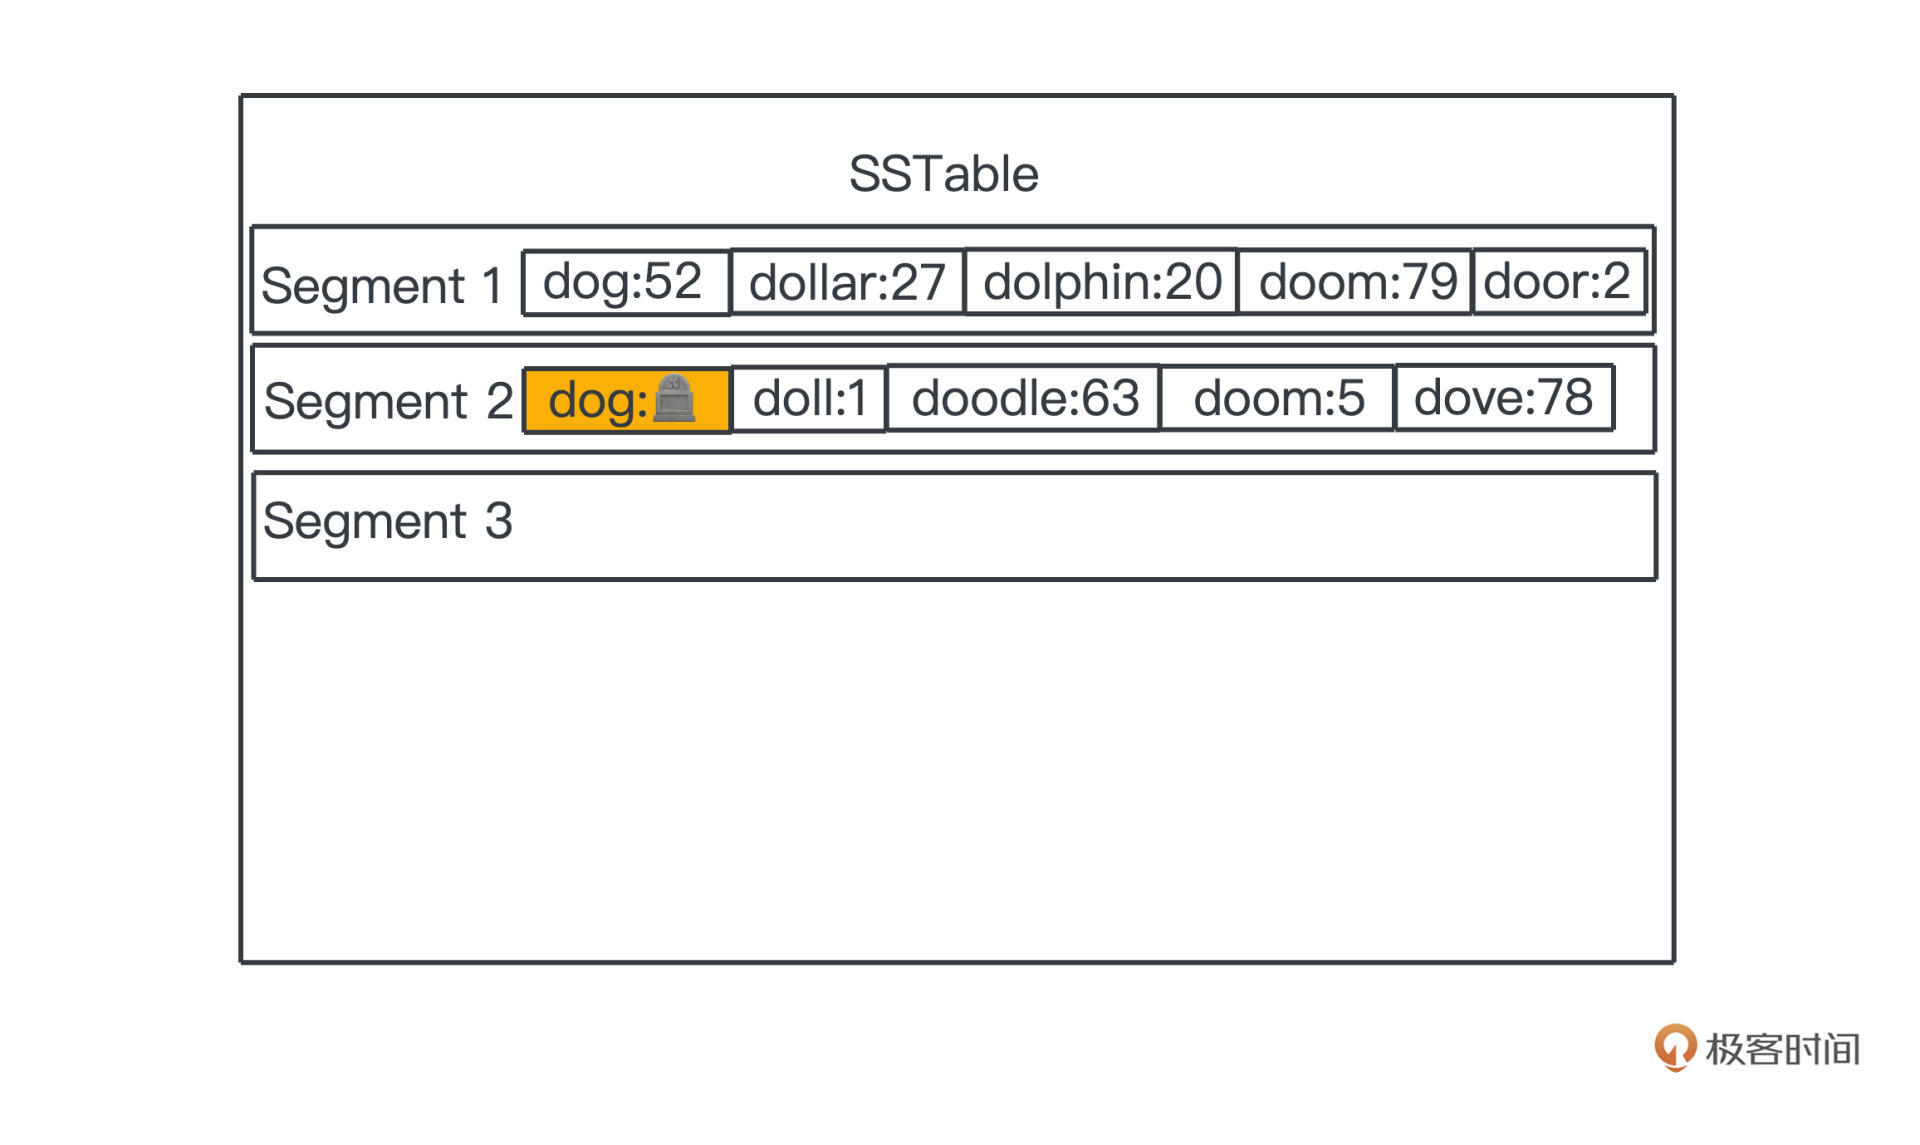 SSTable
Segment 1 dog:52 dollar:27 dolphin:20 doom:79 door:2
Segment 2 dog: doll:1 doodle:63 doom:5 dove:78
Segment 3
极客时间